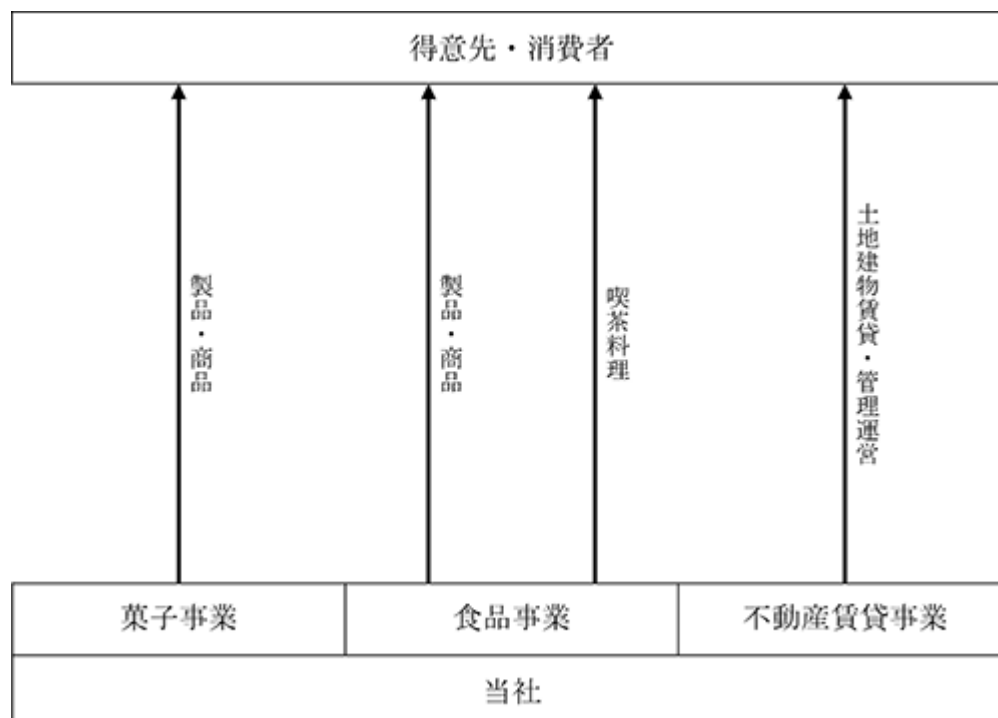 得意先・消費者
製品・商品
製品・商品
喫茶料理
土地建物賃貸・管理運営
菓子事業
食品事業
不動産賃貸事業
当社